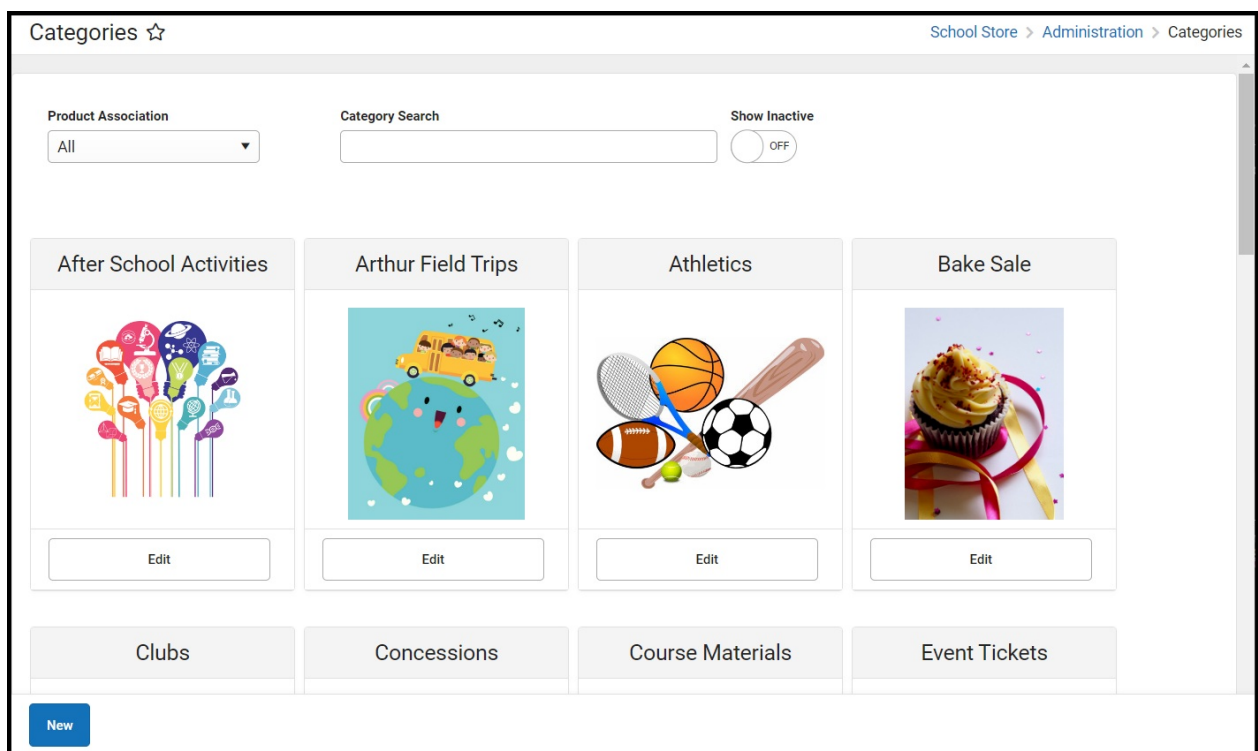 Categories
School Store > Administration > Categories
Product Association
Category Search
Show Inactive
All
OFF
After School Activities
Arthur Field Trips
Athletics
Bake Sale
Edit
Edit
Edit
Edit
Clubs
Concessions
Course Materials
Event Tickets
New